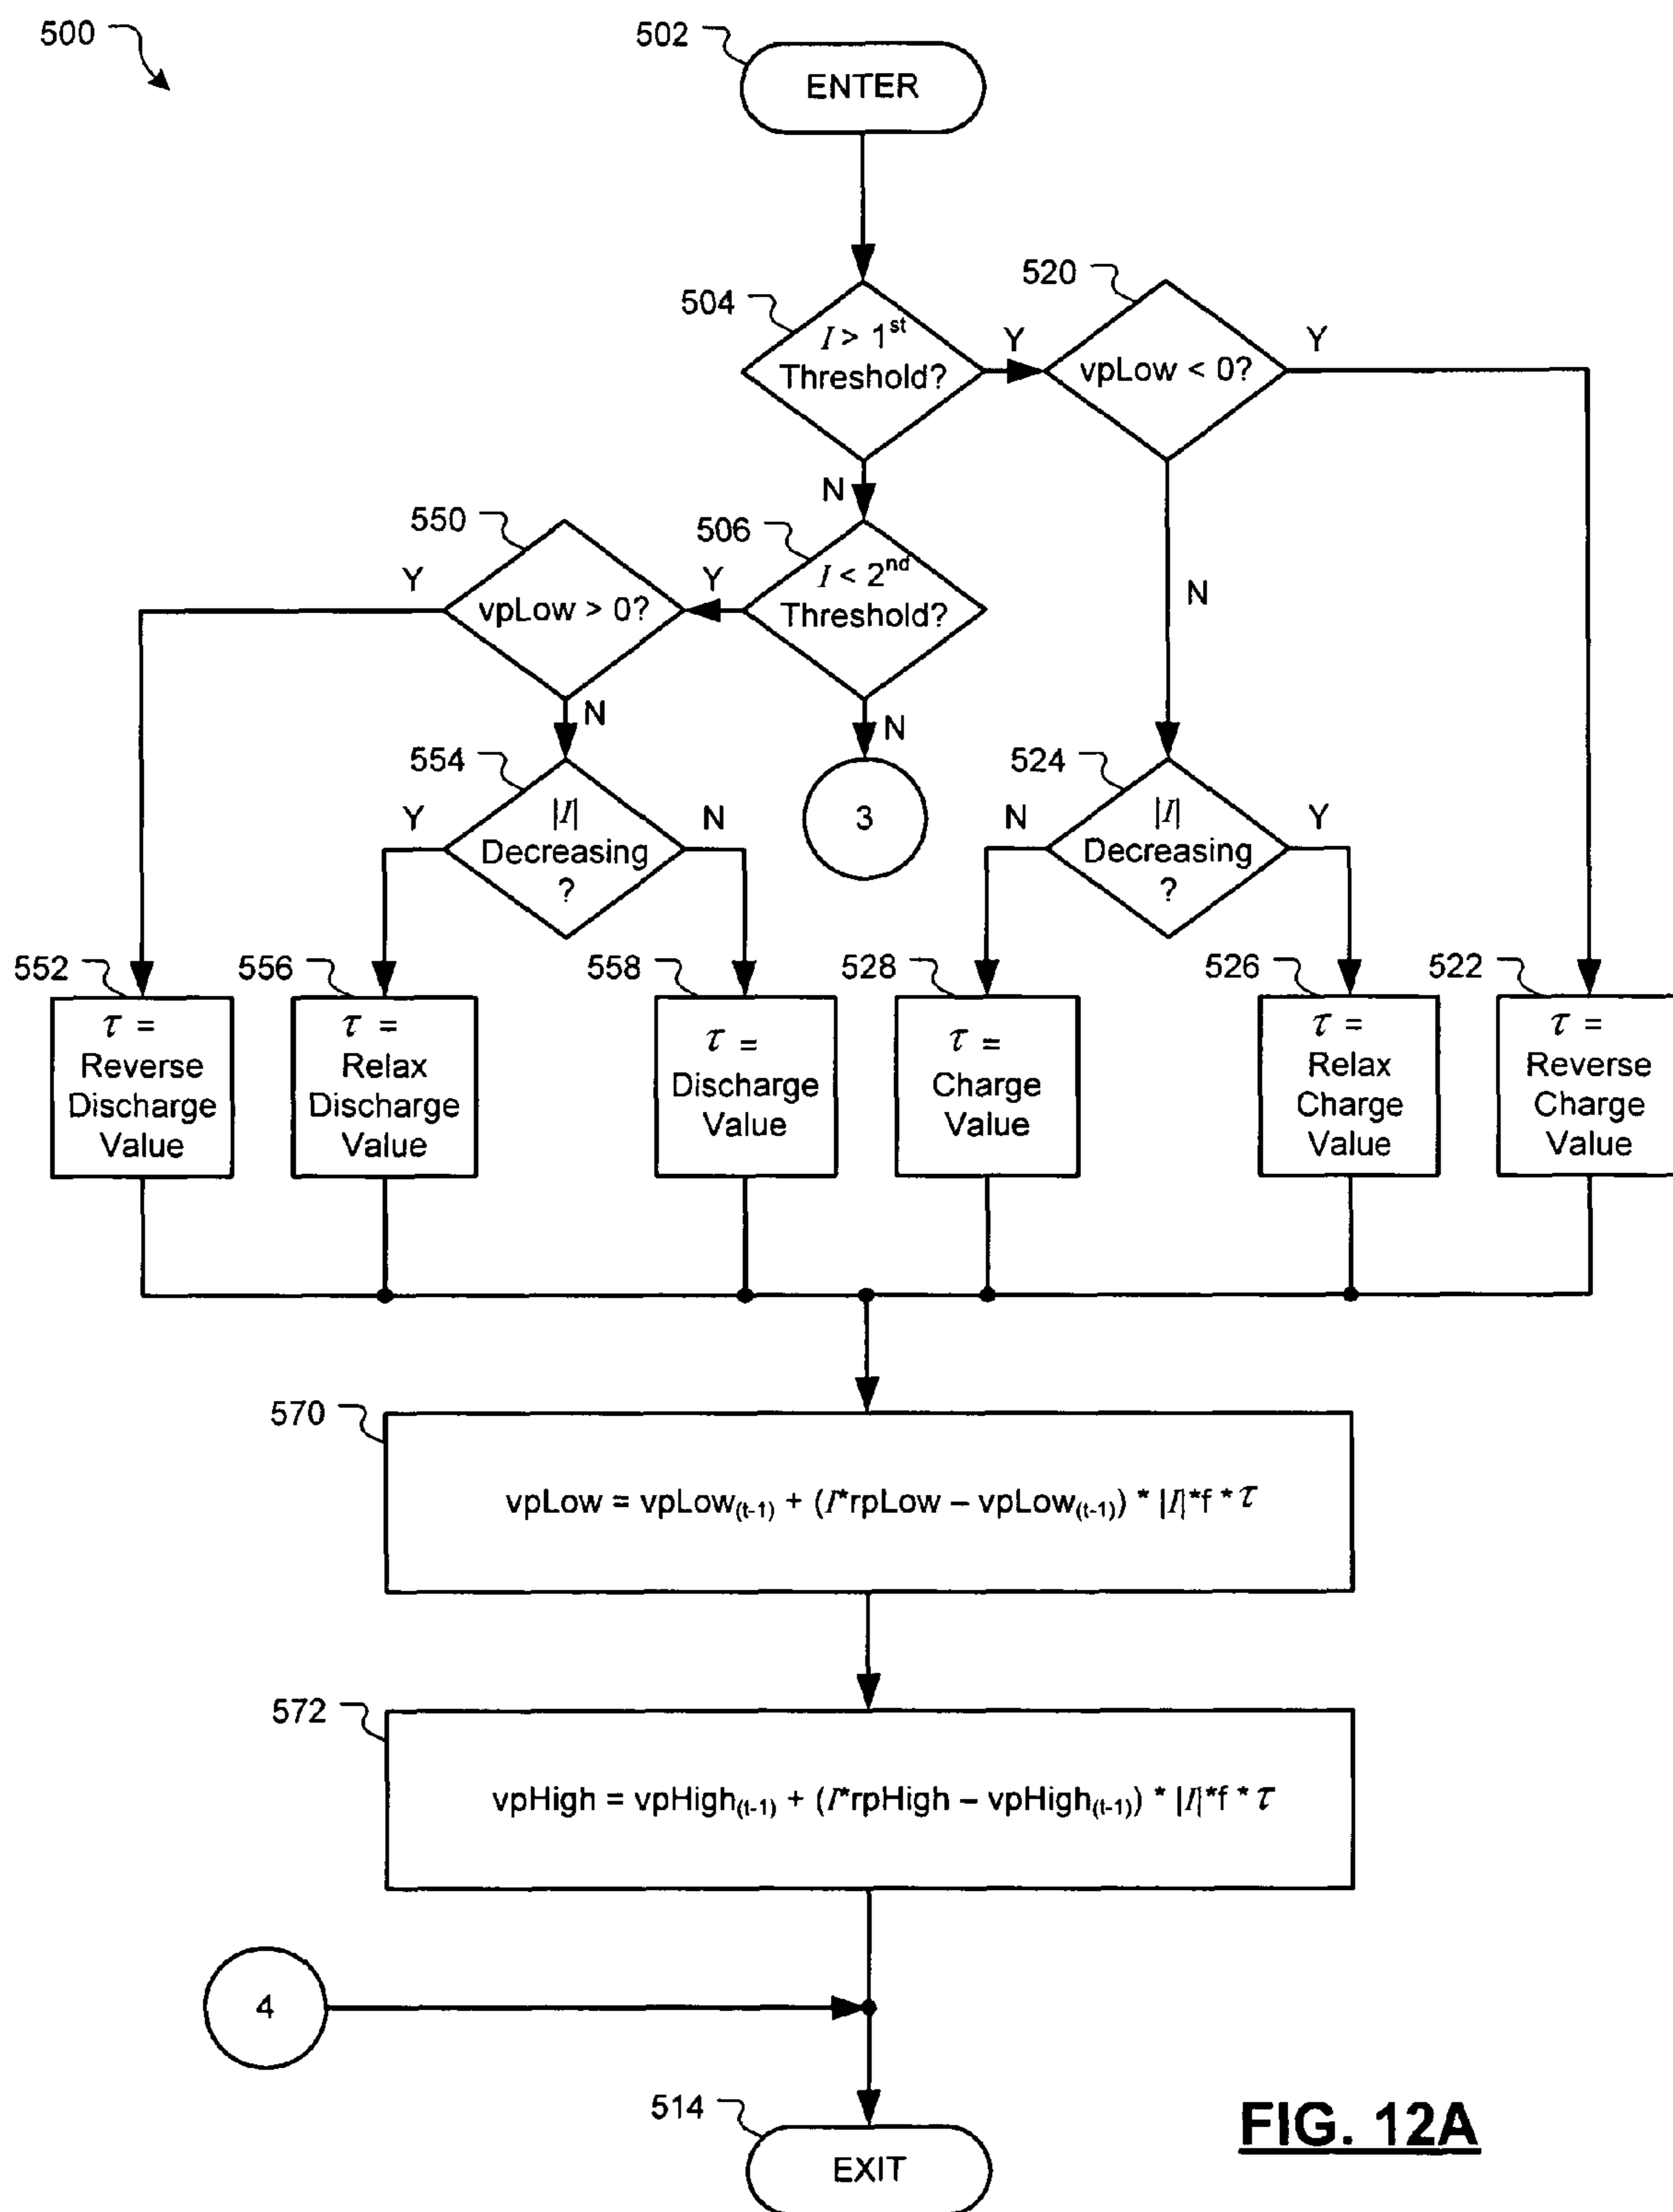 500
502
ENTER
520
504
I > 1st
Threshold?
Y
vpLow < 0?
Y
N
550
506
Y
vpLow > 0?
Y
I < 2nd
Threshold?
N
N
N
554
524
Y
|I|
Decreasing
?
N
3
N
|I|
Decreasing
?
Y
552
556
558
528
526
522
τ =
Reverse
Discharge
Value
τ =
Relax
Discharge
Value
τ =
Discharge
Value
τ =
Charge
Value
τ =
Relax
Charge
Value
τ =
Reverse
Charge
Value
570
vpLow = vpLow(t-1) + (I*rpLow – vpLow(t-1)) * |I|*f * τ
572
vpHigh = vpHigh(t-1) + (I*rpHigh – vpHigh(t-1)) * |I|*f * τ
4
514
EXIT
FIG. 12A